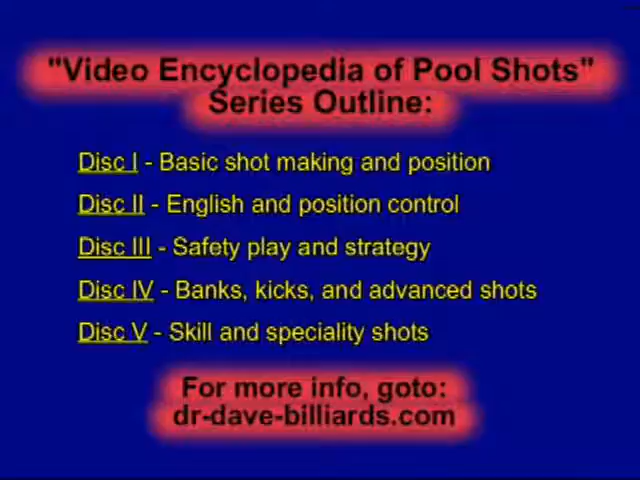 "Video Encyclopedia of Pool Shots"
Series Outline:
Disc I - Basic shot making and position
Disc II - English and position control
Disc III - Safety play and strategy
Disc IV - Banks, kicks, and advanced shots
Disc V - Skill and speciality shots
For more info, goto:
dr-dave-billiards.com